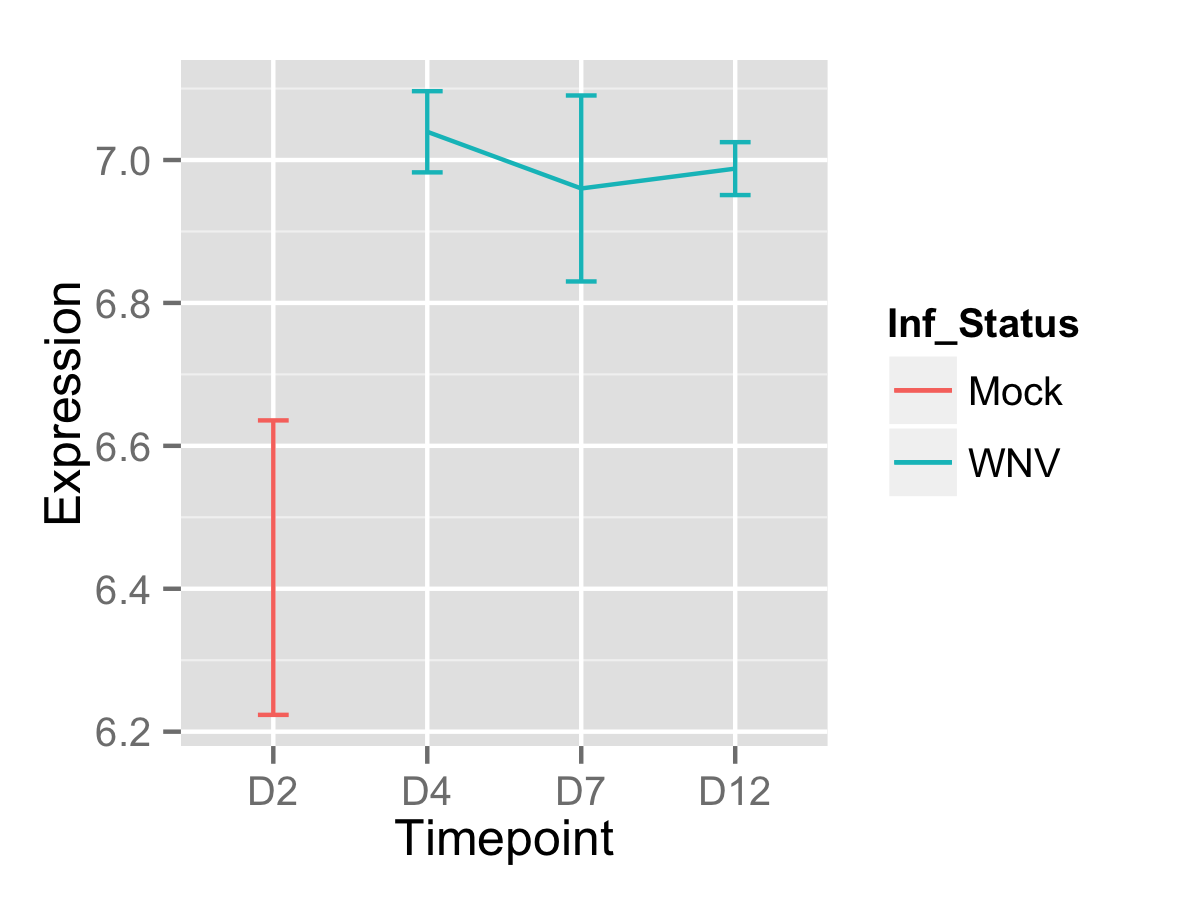 Expression
7.0
6.8
6.6
6.4
6.2
D2 D4 D7 D12
Timepoint
Inf_Status
Mock
WNV